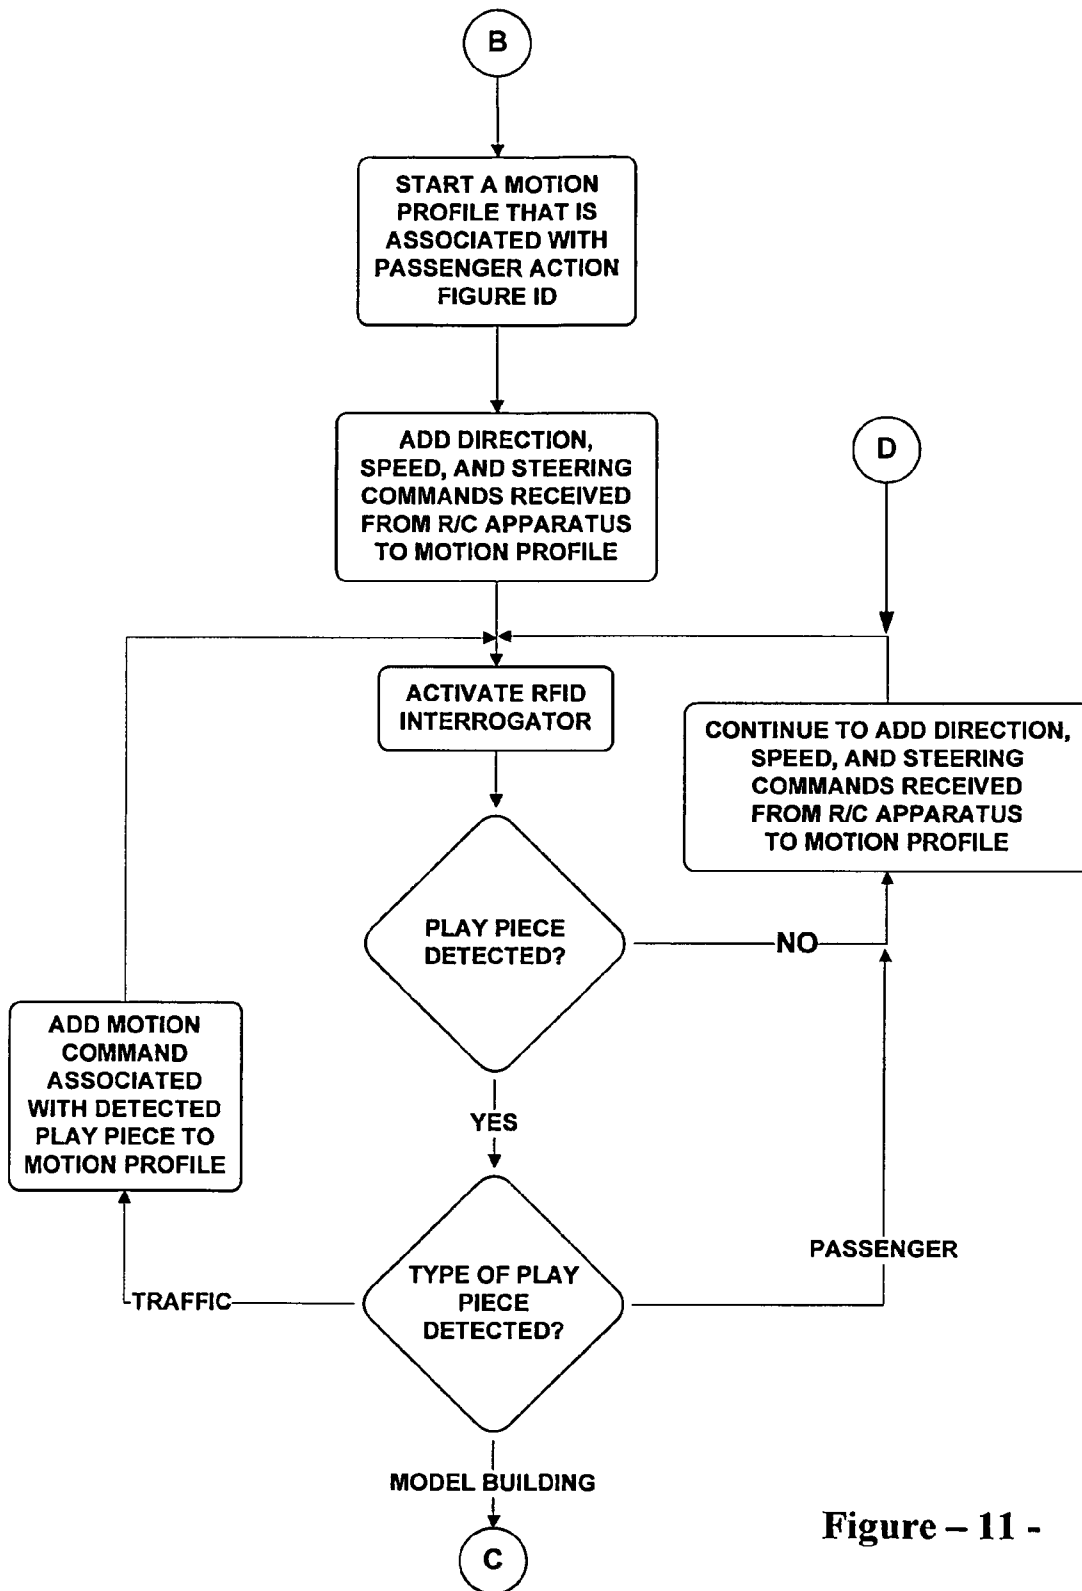 B
START A MOTION
PROFILE THAT IS
ASSOCIATED WITH
PASSENGER ACTION
FIGURE ID
ADD DIRECTION,
SPEED, AND STEERING
COMMANDS RECEIVED
FROM R/C APPARATUS
TO MOTION PROFILE
D
ACTIVATE RFID
INTERROGATOR
CONTINUE TO ADD DIRECTION,
SPEED, AND STEERING
COMMANDS RECEIVED
FROM R/C APPARATUS
TO MOTION PROFILE
PLAY PIECE
DETECTED?
NO
ADD MOTION
COMMAND
ASSOCIATED
WITH DETECTED
PLAY PIECE TO
MOTION PROFILE
YES
TYPE OF PLAY
PIECE
DETECTED?
TRAFFIC
PASSENGER
MODEL BUILDING
C
Figure – 11 -